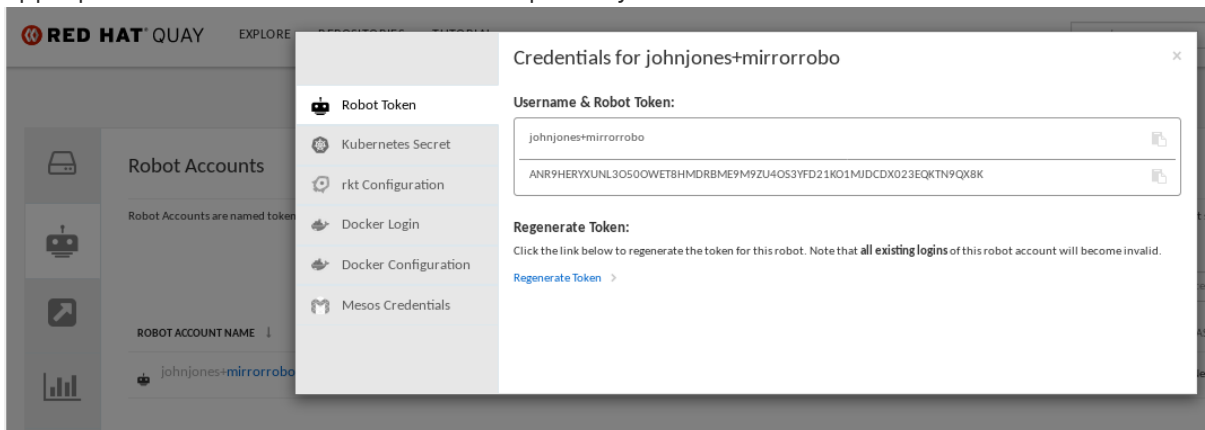 RED HAT QUAY
EXPLORE
Credentials for johnjones+mirrorrobo
×
Robot Token
Kubernetes Secret
rkt Configuration
Docker Login
Docker Configuration
Mesos Credentials
Username & Robot Token:
johnjones+mirrorrobo
ANR9HERYXUNL3O50OWET8HMDRBME9M9ZU4OS3YFD21KO1MJDCDX023EQKTN9QX8K
Regenerate Token:
Click the link below to regenerate the token for this robot. Note that all existing logins of this robot account will become invalid.
Regenerate Token >
Robot Accounts
Robot Accounts are named token
ROBOT ACCOUNT NAME ↓
johnjones+mirrorrobo